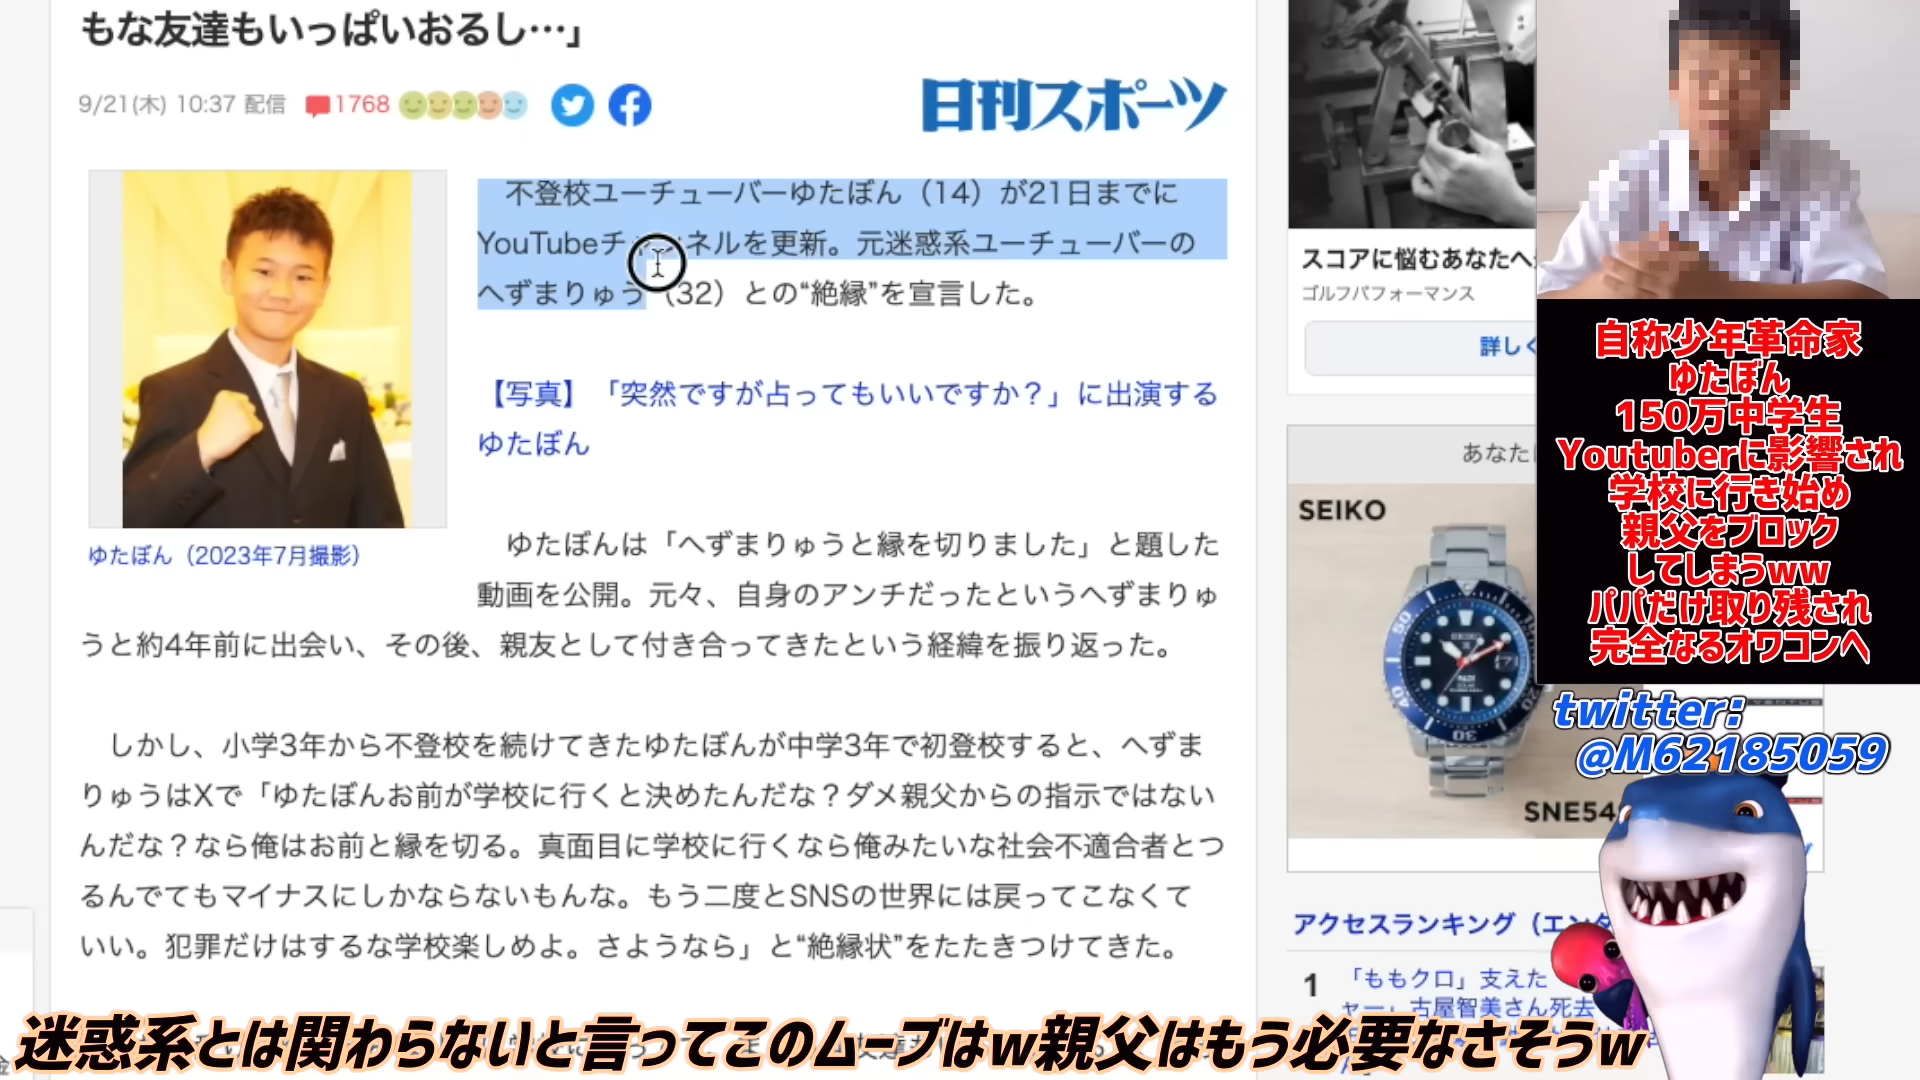 もな友達もいっぱいおるし…」
9/21(木) 10:37 配信
1768
日刊スポーツ
不登校ユーチューバーゆたぼん（14）が21日までに
YouTubeチャンネルを更新。元迷惑系ユーチューバーの
へずまりゅう（32）との“絶縁”を宣言した。
【写真】「突然ですが占ってもいいですか？」に出演する
ゆたぼん
ゆたぼん（2023年7月撮影）
ゆたぼんは「へずまりゅうと縁を切りました」と題した
動画を公開。元々、自身のアンチだったというへずまりゅ
うと約4年前に出会い、その後、親友として付き合ってきたという経緯を振り返った。
しかし、小学3年から不登校を続けてきたゆたぼんが中学3年で初登校すると、へずま
りゅうはXで「ゆたぼんお前が学校に行くと決めたんだな？ダメ親父からの指示ではない
んだな？なら俺はお前と縁を切る。真面目に学校に行くなら俺みたいな社会不適合者とつ
るんでてもマイナスにしかならないもんな。もう二度とSNSの世界には戻ってこなくて
いい。犯罪だけはするな学校楽しめよ。さようなら」と“絶縁状”をたたきつけてきた。
スコアに悩むあなたへ
ゴルフパフォーマンス
詳しく
あなたに
SEIKO
SNE54
アクセスランキング（エンタ
1
「ももクロ」支えた
ャー」古屋智美さん死去
自称少年革命家
ゆたぼん
150万中学生
Youtuberに影響され
学校に行き始め
親父をブロック
してしまうww
パパだけ取り残され
完全なるオワコンへ
twitter:
@M62185059
迷惑系とは関わらないと言ってこのムーブはw親父はもう必要なさそうw